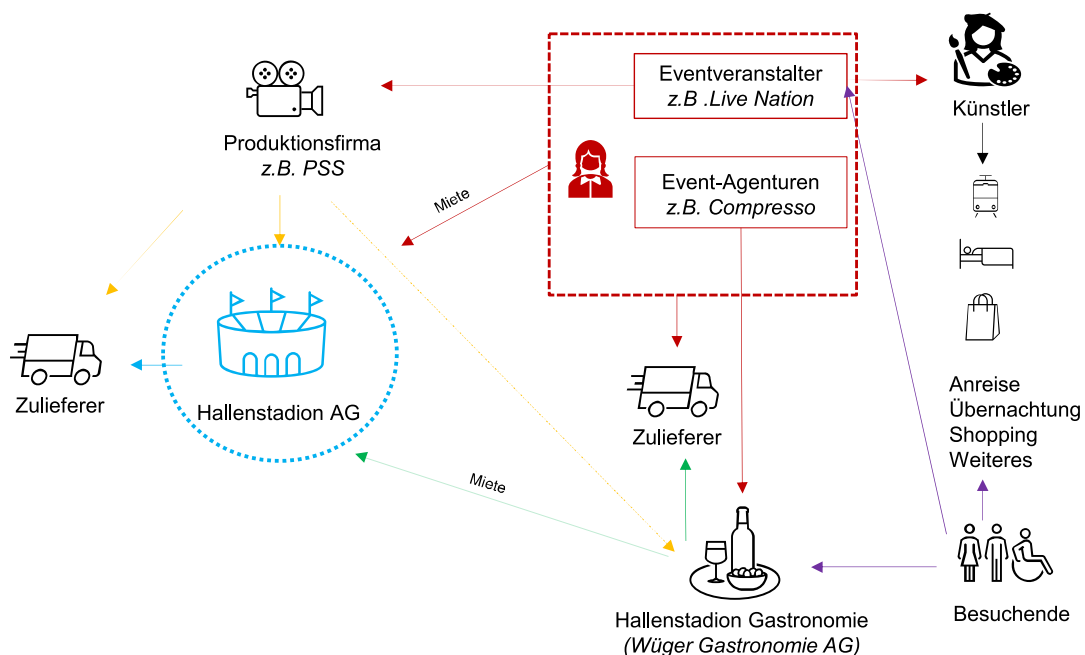 Eventveranstalter
z.B .Live Nation
Künstler
Produktionsfirma
z.B. PSS
Event-Agenturen
z.B. Compresso
Miete
Zulieferer
Hallenstadion AG
Zulieferer
Anreise
Übernachtung
Shopping
Weiteres
Miete
Hallenstadion Gastronomie
(Wüger Gastronomie AG)
Besuchende